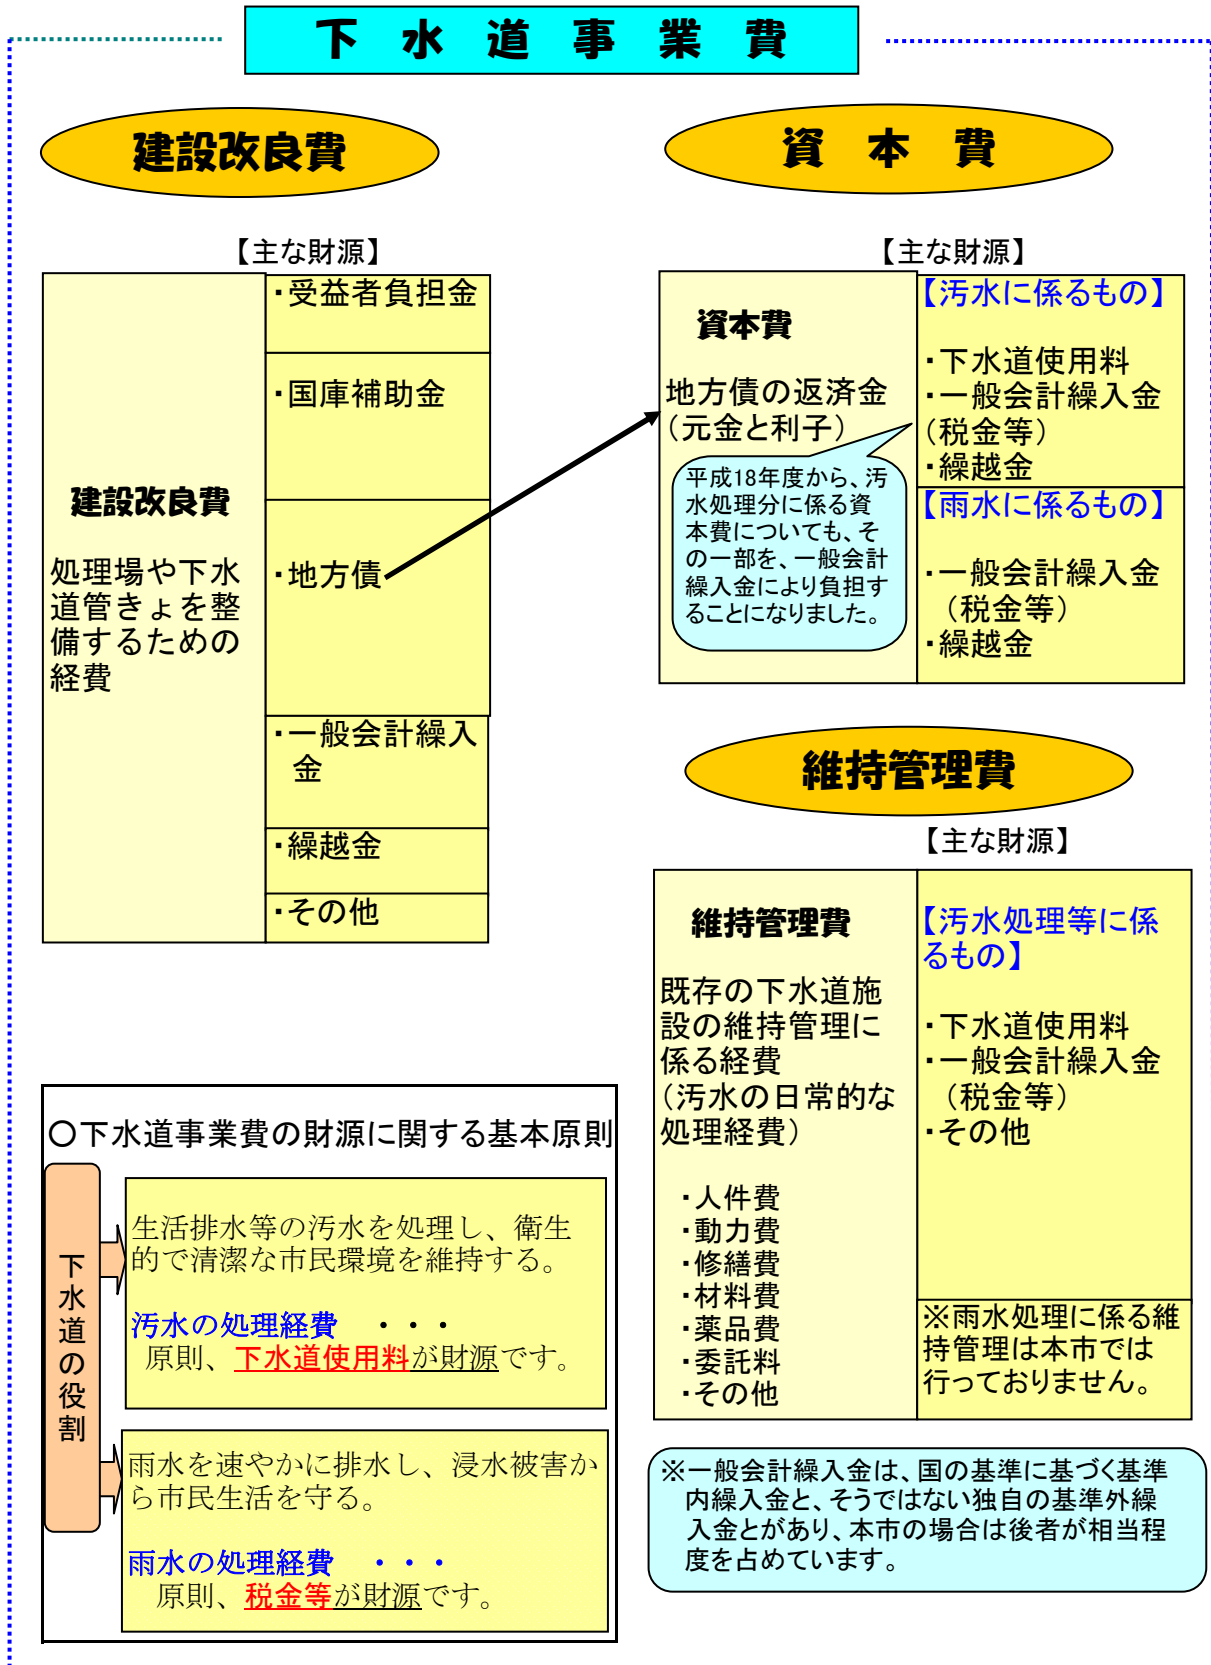 下水道事業費
建設改良費
【主な財源】
建設改良費
処理場や下水
道管きょを整
備するための
経費
・受益者負担金
・国庫補助金
・地方債
・一般会計繰入
金
・繰越金
・その他
資本費
【主な財源】
資本費
地方債の返済金
（元金と利子）
平成18年度から、汚
水処理分に係る資
本費についても、そ
の一部を、一般会計
繰入金により負担す
ることになりました。
【汚水に係るもの】
・下水道使用料
・一般会計繰入金
（税金等）
・繰越金
【雨水に係るもの】
・一般会計繰入金
（税金等）
・繰越金
維持管理費
【主な財源】
維持管理費
既存の下水道施
設の維持管理に
係る経費
（汚水の日常的な
処理経費）
・人件費
・動力費
・修繕費
・材料費
・薬品費
・委託料
・その他
【汚水処理等に係
るもの】
・下水道使用料
・一般会計繰入金
（税金等）
・その他
※雨水処理に係る維
持管理は本市では
行っておりません。
〇下水道事業費の財源に関する基本原則
下水道の役割
生活排水等の汚水を処理し、衛生
的で清潔な市民環境を維持する。
汚水の処理経費　・・・
原則、下水道使用料が財源です。
雨水を速やかに排水し、浸水被害か
ら市民生活を守る。
雨水の処理経費　・・・
原則、税金等が財源です。
※一般会計繰入金は、国の基準に基づく基準
内繰入金と、そうではない独自の基準外繰
入金とがあり、本市の場合は後者が相当程
度を占めています。